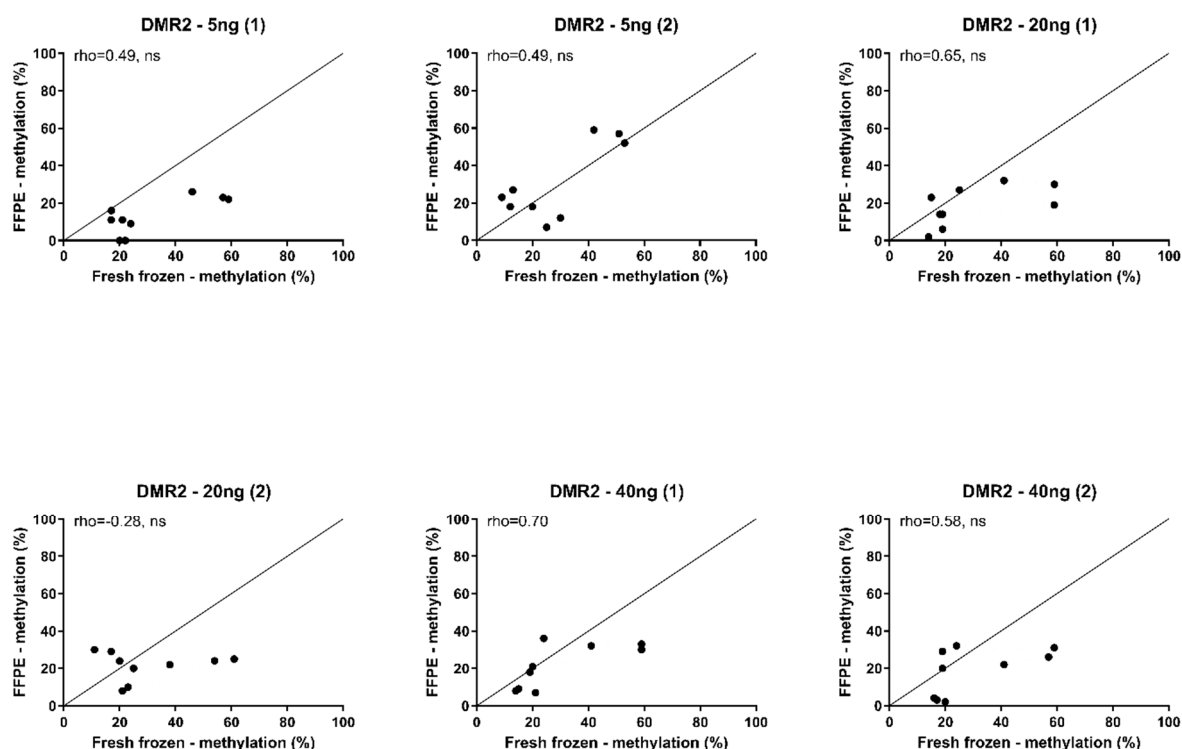 DMR2 - 5ng (1)
rho=0.49, ns
FFPE - methylation (%)
100
80
60
40
20
0
0 20 40 60 80 100
Fresh frozen - methylation (%)
DMR2 - 5ng (2)
rho=0.49, ns
FFPE - methylation (%)
100
80
60
40
20
0
0 20 40 60 80 100
Fresh frozen - methylation (%)
DMR2 - 20ng (1)
rho=0.65, ns
FFPE - methylation (%)
100
80
60
40
20
0
0 20 40 60 80 100
Fresh frozen - methylation (%)
DMR2 - 20ng (2)
rho=-0.28, ns
FFPE - methylation (%)
100
80
60
40
20
0
0 20 40 60 80 100
Fresh frozen - methylation (%)
DMR2 - 40ng (1)
rho=0.70
FFPE - methylation (%)
100
80
60
40
20
0
0 20 40 60 80 100
Fresh frozen - methylation (%)
DMR2 - 40ng (2)
rho=0.58, ns
FFPE - methylation (%)
100
80
60
40
20
0
0 20 40 60 80 100
Fresh frozen - methylation (%)